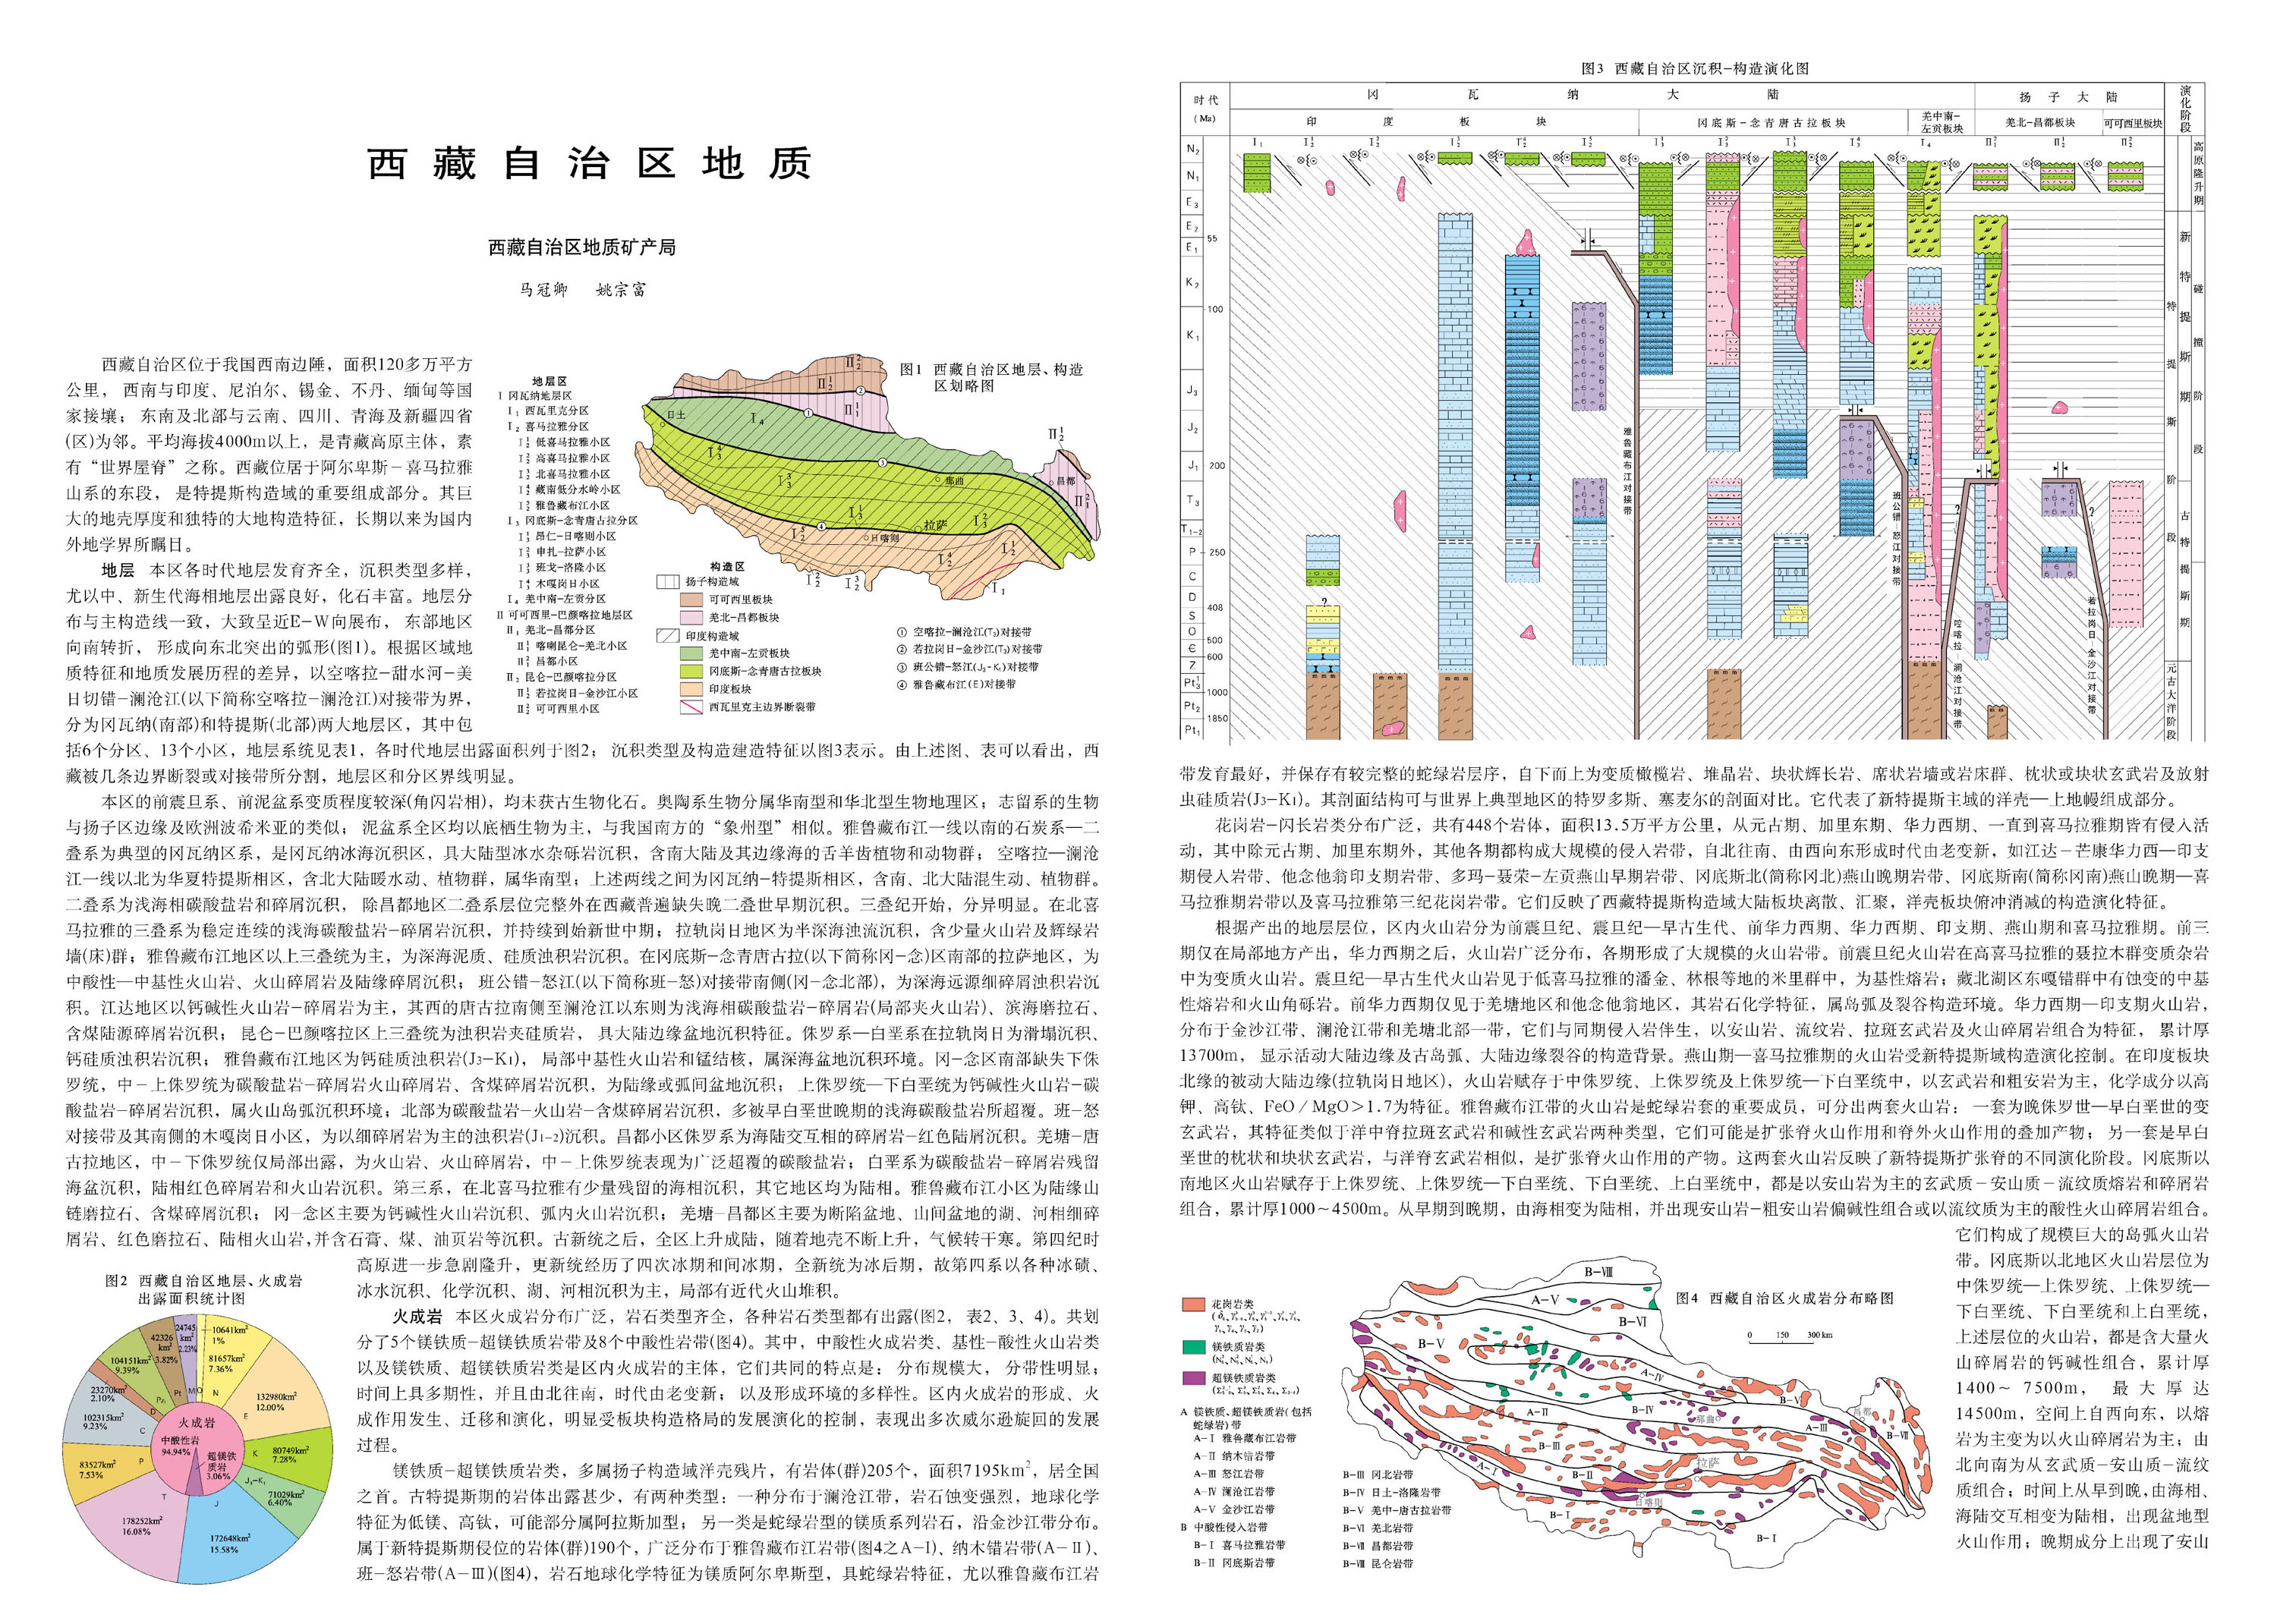 西藏自治区地质
西藏自治区地质矿产局
马冠卿 姚宗富
西藏自治区位于我国西南边陲，面积120多万平方
公里， 西南与印度、尼泊尔、锡金、不丹、缅甸等国
家接壤； 东南及北部与云南、四川、青海及新疆四省
(区)为邻。平均海拔4000m以上，是青藏高原主体，素
有“世界屋脊”之称。西藏位居于阿尔卑斯－喜马拉雅
山系的东段， 是特提斯构造域的重要组成部分。其巨
大的地壳厚度和独特的大地构造特征，长期以来为国内
外地学界所瞩目。
地层 本区各时代地层发育齐全，沉积类型多样，
尤以中、新生代海相地层出露良好，化石丰富。地层分
布与主构造线一致，大致呈近E－W向展布， 东部地区
向南转折， 形成向东北突出的弧形(图1)。根据区域地
质特征和地质发展历程的差异，以空喀拉－甜水河－美
日切错－澜沧江(以下简称空喀拉－澜沧江)对接带为界，
分为冈瓦纳(南部)和特提斯(北部)两大地层区，其中包
括6个分区、13个小区，地层系统见表1，各时代地层出露面积列于图2； 沉积类型及构造建造特征以图3表示。由上述图、表可以看出，西
藏被几条边界断裂或对接带所分割，地层区和分区界线明显。
图1 西藏自治区地层、构造
区划略图
地层区
Ⅰ 冈瓦纳地层区
Ⅰ₁ 西瓦里克分区
Ⅰ₂ 喜马拉雅分区
Ⅰ₂¹ 低喜马拉雅小区
Ⅰ₂² 高喜马拉雅小区
Ⅰ₂³ 北喜马拉雅小区
Ⅰ₂⁴ 藏南低分水岭小区
Ⅰ₂⁵ 雅鲁藏布江小区
Ⅰ₃ 冈底斯－念青唐古拉分区
Ⅰ₃¹ 昂仁－日喀则小区
Ⅰ₃² 申扎－拉萨小区
Ⅰ₃³ 班戈－洛隆小区
Ⅰ₃⁴ 木嘎岗日小区
Ⅰ₄ 羌中南－左贡分区
Ⅱ 可可西里－巴颜喀拉地层区
Ⅱ₁ 羌北－昌都分区
Ⅱ₁¹ 喀喇昆仑－羌北小区
Ⅱ₁² 昌都小区
Ⅱ₂ 昆仑－巴颜喀拉分区
Ⅱ₂¹ 若拉岗日－金沙江小区
Ⅱ₂² 可可西里小区
构造区
扬子构造域
可可西里板块
羌北－昌都板块
印度构造域
羌中南－左贡板块
冈底斯－念青唐古拉板块
印度板块
西瓦里克主边界断裂带
① 空喀拉－澜沧江(T₃)对接带
② 若拉岗日－金沙江(T₃)对接带
③ 班公错－怒江(J₃－K₁)对接带
④ 雅鲁藏布江(E)对接带
日土
那曲
昌都
拉萨
日喀则
本区的前震旦系、前泥盆系变质程度较深(角闪岩相)，均未获古生物化石。奥陶系生物分属华南型和华北型生物地理区；志留系的生物
与扬子区边缘及欧洲波希米亚的类似； 泥盆系全区均以底栖生物为主，与我国南方的“象州型”相似。雅鲁藏布江一线以南的石炭系—二
叠系为典型的冈瓦纳区系，是冈瓦纳冰海沉积区，具大陆型冰水杂砾岩沉积，含南大陆及其边缘海的舌羊齿植物和动物群； 空喀拉—澜沧
江一线以北为华夏特提斯相区，含北大陆暖水动、植物群，属华南型；上述两线之间为冈瓦纳－特提斯相区，含南、北大陆混生动、植物群。
二叠系为浅海相碳酸盐岩和碎屑沉积， 除昌都地区二叠系层位完整外在西藏普遍缺失晚二叠世早期沉积。三叠纪开始，分异明显。在北喜
马拉雅的三叠系为稳定连续的浅海碳酸盐岩－碎屑岩沉积，并持续到始新世中期； 拉轨岗日地区为半深海浊流沉积，含少量火山岩及辉绿岩
墙(床)群；雅鲁藏布江地区以上三叠统为主，为深海泥质、硅质浊积岩沉积。在冈底斯－念青唐古拉(以下简称冈－念)区南部的拉萨地区，为
中酸性—中基性火山岩、火山碎屑岩及陆缘碎屑沉积； 班公错－怒江(以下简称班－怒)对接带南侧(冈－念北部)，为深海远源细碎屑浊积岩沉
积。江达地区以钙碱性火山岩－碎屑岩为主，其西的唐古拉南侧至澜沧江以东则为浅海相碳酸盐岩－碎屑岩(局部夹火山岩)、滨海磨拉石、
含煤陆源碎屑岩沉积； 昆仑－巴颜喀拉区上三叠统为浊积岩夹硅质岩， 具大陆边缘盆地沉积特征。侏罗系—白垩系在拉轨岗日为滑塌沉积、
钙硅质浊积岩沉积； 雅鲁藏布江地区为钙硅质浊积岩(J₃－K₁)， 局部中基性火山岩和锰结核，属深海盆地沉积环境。冈－念区南部缺失下侏
罗统，中－上侏罗统为碳酸盐岩－碎屑岩火山碎屑岩、含煤碎屑岩沉积，为陆缘或弧间盆地沉积； 上侏罗统—下白垩统为钙碱性火山岩－碳
酸盐岩－碎屑岩沉积，属火山岛弧沉积环境；北部为碳酸盐岩－火山岩－含煤碎屑岩沉积，多被早白垩世晚期的浅海碳酸盐岩所超覆。班－怒
对接带及其南侧的木嘎岗日小区，为以细碎屑岩为主的浊积岩(J₁₋₂)沉积。昌都小区侏罗系为海陆交互相的碎屑岩－红色陆屑沉积。羌塘－唐
古拉地区，中－下侏罗统仅局部出露，为火山岩、火山碎屑岩，中－上侏罗统表现为广泛超覆的碳酸盐岩； 白垩系为碳酸盐岩－碎屑岩残留
海盆沉积，陆相红色碎屑岩和火山岩沉积。第三系，在北喜马拉雅有少量残留的海相沉积，其它地区均为陆相。雅鲁藏布江小区为陆缘山
链磨拉石、含煤碎屑沉积； 冈－念区主要为钙碱性火山岩沉积、弧内火山岩沉积； 羌塘－昌都区主要为断陷盆地、山间盆地的湖、河相细碎
屑岩、红色磨拉石、陆相火山岩,并含石膏、煤、油页岩等沉积。古新统之后，全区上升成陆，随着地壳不断上升，气候转干寒。第四纪时
高原进一步急剧隆升，更新统经历了四次冰期和间冰期，全新统为冰后期，故第四系以各种冰碛、
冰水沉积、化学沉积、湖、河相沉积为主，局部有近代火山堆积。
火成岩 本区火成岩分布广泛，岩石类型齐全，各种岩石类型都有出露(图2， 表2、3、4)。共划
分了5个镁铁质－超镁铁质岩带及8个中酸性岩带(图4)。其中，中酸性火成岩类、基性－酸性火山岩类
以及镁铁质、超镁铁质岩类是区内火成岩的主体，它们共同的特点是： 分布规模大， 分带性明显；
时间上具多期性，并且由北往南，时代由老变新； 以及形成环境的多样性。区内火成岩的形成、火
成作用发生、迁移和演化，明显受板块构造格局的发展演化的控制，表现出多次威尔逊旋回的发展
过程。
镁铁质－超镁铁质岩类，多属扬子构造域洋壳残片，有岩体(群)205个，面积7195km²，居全国
之首。古特提斯期的岩体出露甚少，有两种类型：一种分布于澜沧江带，岩石蚀变强烈，地球化学
特征为低镁、高钛，可能部分属阿拉斯加型； 另一类是蛇绿岩型的镁质系列岩石，沿金沙江带分布。
属于新特提斯期侵位的岩体(群)190个，广泛分布于雅鲁藏布江岩带(图4之A－Ⅰ)、纳木错岩带(A－Ⅱ)、
班－怒岩带(A－Ⅲ)(图4)，岩石地球化学特征为镁质阿尔卑斯型，具蛇绿岩特征，尤以雅鲁藏布江岩
图2 西藏自治区地层、火成岩
出露面积统计图
10641km² 1%
81657km² 7.36%
132980km² 12.00%
80749km² 7.28%
71029km² 6.40%
172648km² 15.58%
178252km² 16.08%
83527km² 7.53%
102315km² 9.23%
23270km² 2.10%
104151km² 9.39%
42326 km² 3.82%
24745 km² 2.23%
火成岩
中酸性岩 94.94%
超镁铁质岩 3.06%
图3 西藏自治区沉积－构造演化图
时代
(Ma)
冈瓦纳大陆
扬子大陆
演化阶段
印度板块
冈底斯－念青唐古拉板块
羌中南－左贡板块
羌北－昌都板块
可可西里板块
N₂
N₁
E₃
E₂
55
E₁
K₂
100
K₁
J₃
J₂
J₁
200
T₃
T₁₋₂
P
250
C
D
408
S
O
500
Є
600
Z
Pt₃
1000
Pt₂
1850
Pt₁
雅鲁藏布江对接带
班公错－怒江对接带
空喀拉－澜沧江对接带
若拉岗日－金沙江对接带
高原隆升期
新特提斯期
碰撞阶段
特提斯阶段
古特提斯期
元古大洋阶段
带发育最好，并保存有较完整的蛇绿岩层序，自下而上为变质橄榄岩、堆晶岩、块状辉长岩、席状岩墙或岩床群、枕状或块状玄武岩及放射
虫硅质岩(J₃－K₁)。其剖面结构可与世界上典型地区的特罗多斯、塞麦尔的剖面对比。它代表了新特提斯主域的洋壳—上地幔组成部分。
花岗岩－闪长岩类分布广泛，共有448个岩体，面积13.5万平方公里，从元古期、加里东期、华力西期、一直到喜马拉雅期皆有侵入活
动，其中除元古期、加里东期外，其他各期都构成大规模的侵入岩带，自北往南、由西向东形成时代由老变新，如江达－芒康华力西—印支
期侵入岩带、他念他翁印支期岩带、多玛－聂荣－左贡燕山早期岩带、冈底斯北(简称冈北)燕山晚期岩带、冈底斯南(简称冈南)燕山晚期—喜
马拉雅期岩带以及喜马拉雅第三纪花岗岩带。它们反映了西藏特提斯构造域大陆板块离散、汇聚，洋壳板块俯冲消减的构造演化特征。
根据产出的地层层位，区内火山岩分为前震旦纪、震旦纪—早古生代、前华力西期、华力西期、印支期、燕山期和喜马拉雅期。前三
期仅在局部地方产出，华力西期之后，火山岩广泛分布，各期形成了大规模的火山岩带。前震旦纪火山岩在高喜马拉雅的聂拉木群变质杂岩
中为变质火山岩。震旦纪—早古生代火山岩见于低喜马拉雅的潘金、林根等地的米里群中，为基性熔岩；藏北湖区东嘎错群中有蚀变的中基
性熔岩和火山角砾岩。前华力西期仅见于羌塘地区和他念他翁地区，其岩石化学特征，属岛弧及裂谷构造环境。华力西期—印支期火山岩，
分布于金沙江带、澜沧江带和羌塘北部一带，它们与同期侵入岩伴生，以安山岩、流纹岩、拉斑玄武岩及火山碎屑岩组合为特征， 累计厚
13700m， 显示活动大陆边缘及古岛弧、大陆边缘裂谷的构造背景。燕山期—喜马拉雅期的火山岩受新特提斯域构造演化控制。在印度板块
北缘的被动大陆边缘(拉轨岗日地区)，火山岩赋存于中侏罗统、上侏罗统及上侏罗统—下白垩统中，以玄武岩和粗安岩为主，化学成分以高
钾、高钛、FeO／MgO＞1.7为特征。雅鲁藏布江带的火山岩是蛇绿岩套的重要成员，可分出两套火山岩： 一套为晚侏罗世—早白垩世的变
玄武岩，其特征类似于洋中脊拉斑玄武岩和碱性玄武岩两种类型，它们可能是扩张脊火山作用和脊外火山作用的叠加产物； 另一套是早白
垩世的枕状和块状玄武岩，与洋脊玄武岩相似，是扩张脊火山作用的产物。这两套火山岩反映了新特提斯扩张脊的不同演化阶段。冈底斯以
南地区火山岩赋存于上侏罗统、上侏罗统—下白垩统、下白垩统、上白垩统中，都是以安山岩为主的玄武质－安山质－流纹质熔岩和碎屑岩
组合，累计厚1000～4500m。从早期到晚期，由海相变为陆相，并出现安山岩－粗安山岩偏碱性组合或以流纹质为主的酸性火山碎屑岩组合。
它们构成了规模巨大的岛弧火山岩
带。冈底斯以北地区火山岩层位为
中侏罗统—上侏罗统、上侏罗统—
下白垩统、下白垩统和上白垩统，
上述层位的火山岩，都是含大量火
山碎屑岩的钙碱性组合，累计厚
1400～ 7500m， 最大厚达
14500m，空间上自西向东，以熔
岩为主变为以火山碎屑岩为主；由
北向南为从玄武质－安山质－流纹
质组合；时间上从早到晚,由海相、
海陆交互相变为陆相，出现盆地型
火山作用；晚期成分上出现了安山
图4 西藏自治区火成岩分布略图
0 150 300 km
花岗岩类
镁铁质岩类
超镁铁质岩类
A 镁铁质、超镁铁质岩(包括
蛇绿岩)带
A－Ⅰ 雅鲁藏布江岩带
A－Ⅱ 纳木错岩带
A－Ⅲ 怒江岩带
A－Ⅳ 澜沧江岩带
A－Ⅴ 金沙江岩带
B 中酸性侵入岩带
B－Ⅰ 喜马拉雅岩带
B－Ⅱ 冈底斯岩带
B－Ⅲ 冈北岩带
B－Ⅳ 日土－洛隆岩带
B－Ⅴ 羌中－唐古拉岩带
B－Ⅵ 羌北岩带
B－Ⅶ 昌都岩带
B－Ⅷ 昆仑岩带